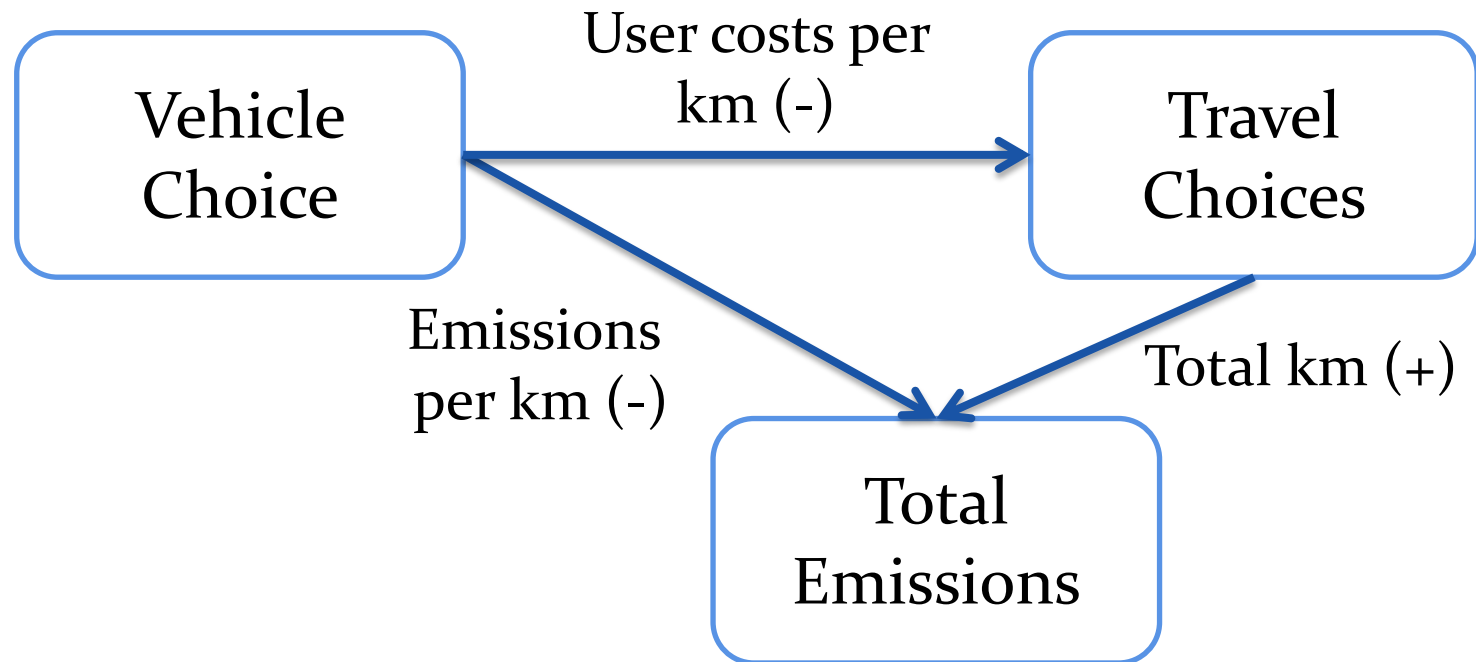 User costs per
km (-)
Vehicle
Choice
Travel
Choices
Emissions
per km (-)
Total km (+)
Total
Emissions